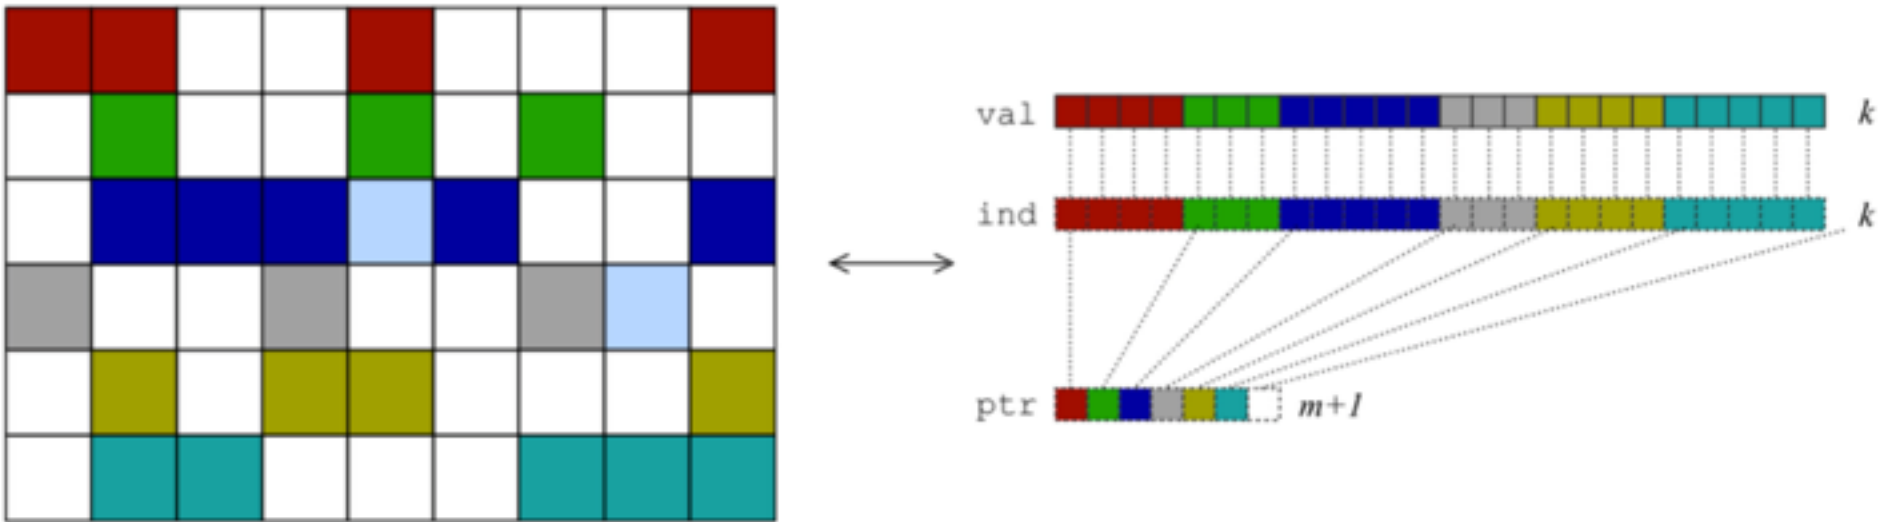 val k
ind k
ptr m+1